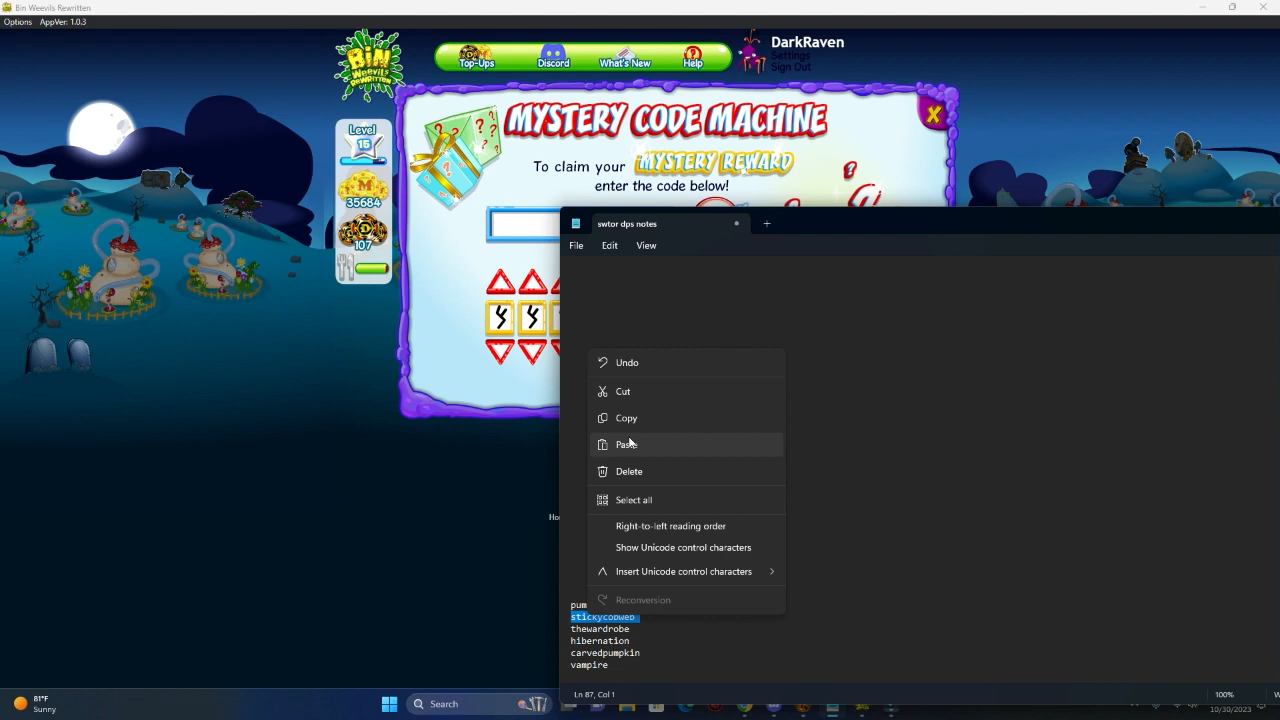 Bin Weevils Rewritten
Options AppVer: 1.0.3
BIN WEEVILS REWRITTEN
Top-Ups
Discord
What's New
Help
DarkRaven
Settings
Sign Out
Level
15
35684
107
MYSTERY CODE MACHINE
To claim your MYSTERY REWARD
enter the code below!
X
swtor dps notes
File Edit View
Undo
Cut
Copy
Paste
Delete
Select all
Right-to-left reading order
Show Unicode control characters
Insert Unicode control characters
Reconversion
pum
stickycobweb
thewardrobe
hibernation
carvedpumpkin
vampire
Ln 87, Col 1
100%
W
Ho
81°F
Sunny
Search
10/30/2023